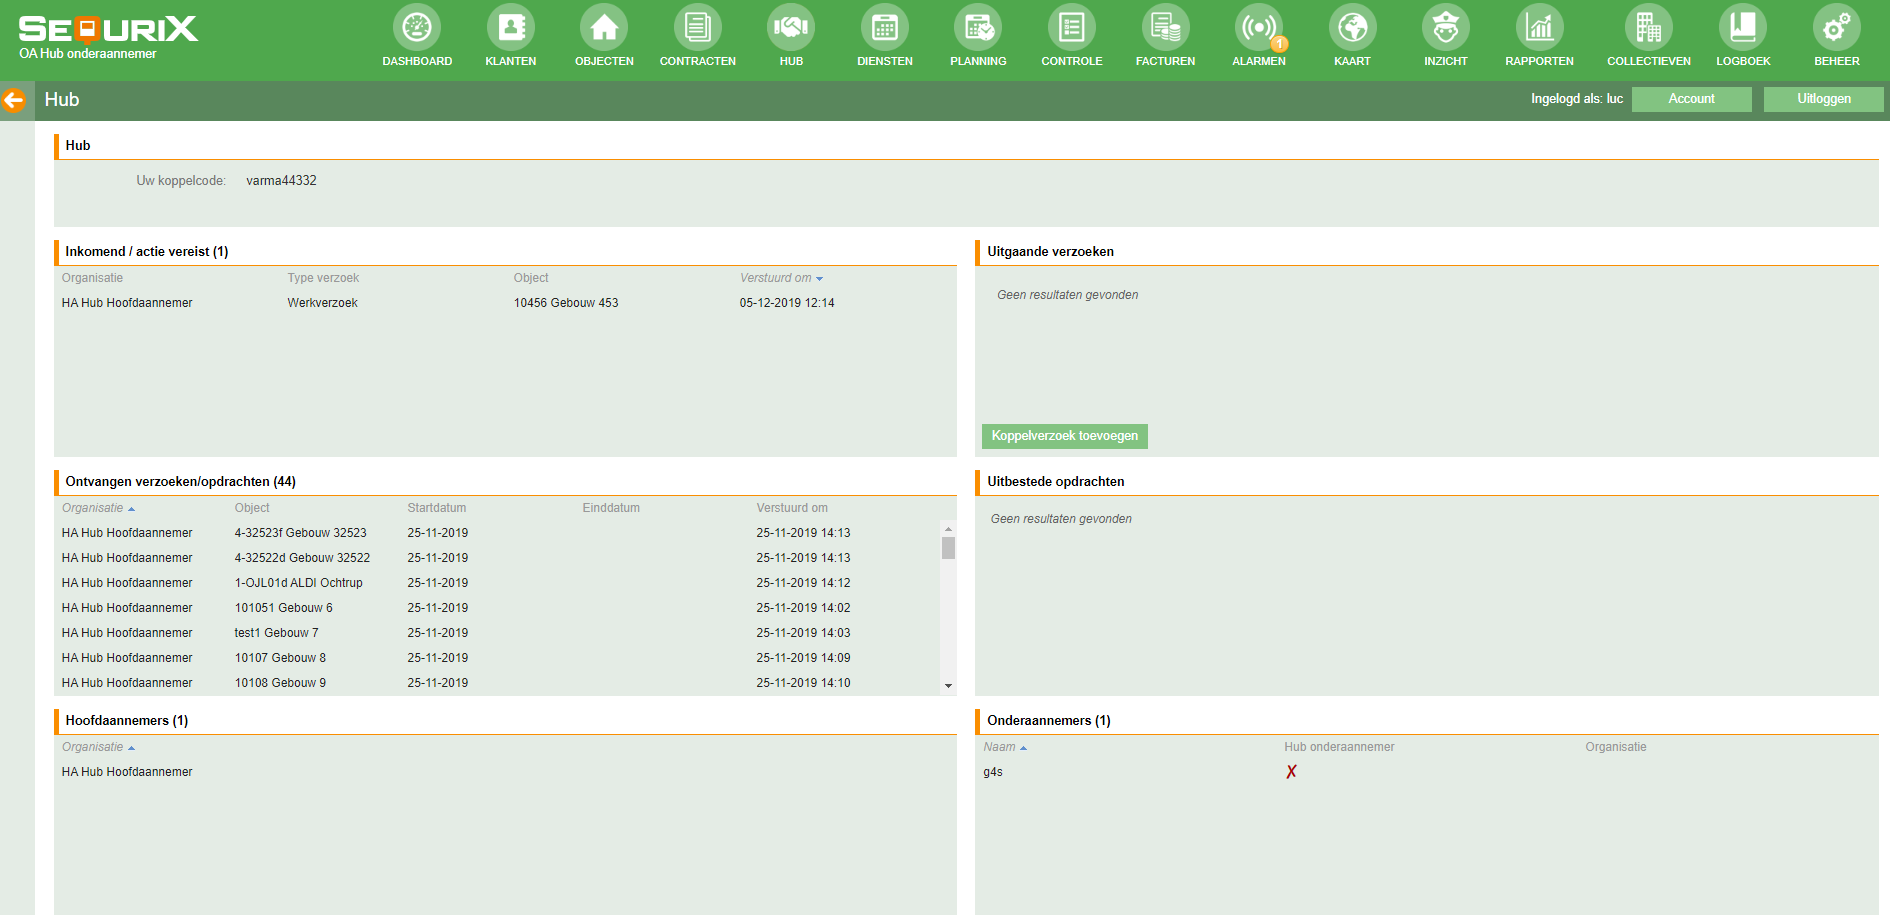 SEQURIX
OA Hub onderaannemer
DASHBOARD KLANTEN OBJECTEN CONTRACTEN HUB DIENSTEN PLANNING CONTROLE FACTUREN ALARMEN 1 KAART INZICHT RAPPORTEN COLLECTIEVEN LOGBOEK BEHEER
Hub Ingelogd als: luc Account Uitloggen
Hub
Uw koppelcode: varma44332
Inkomend / actie vereist (1)
Organisatie Type verzoek Object Verstuurd om
HA Hub Hoofdaannemer Werkverzoek 10456 Gebouw 453 05-12-2019 12:14
Uitgaande verzoeken
Geen resultaten gevonden
Koppelverzoek toevoegen
Ontvangen verzoeken/opdrachten (44)
Organisatie Object Startdatum Einddatum Verstuurd om
HA Hub Hoofdaannemer 4-32523f Gebouw 32523 25-11-2019 25-11-2019 14:13
HA Hub Hoofdaannemer 4-32522d Gebouw 32522 25-11-2019 25-11-2019 14:13
HA Hub Hoofdaannemer 1-OJL01d ALDI Ochtrup 25-11-2019 25-11-2019 14:12
HA Hub Hoofdaannemer 101051 Gebouw 6 25-11-2019 25-11-2019 14:02
HA Hub Hoofdaannemer test1 Gebouw 7 25-11-2019 25-11-2019 14:03
HA Hub Hoofdaannemer 10107 Gebouw 8 25-11-2019 25-11-2019 14:09
HA Hub Hoofdaannemer 10108 Gebouw 9 25-11-2019 25-11-2019 14:10
Uitbestede opdrachten
Geen resultaten gevonden
Hoofdaannemers (1)
Organisatie
HA Hub Hoofdaannemer
Onderaannemers (1)
Naam Hub onderaannemer Organisatie
g4s ✗